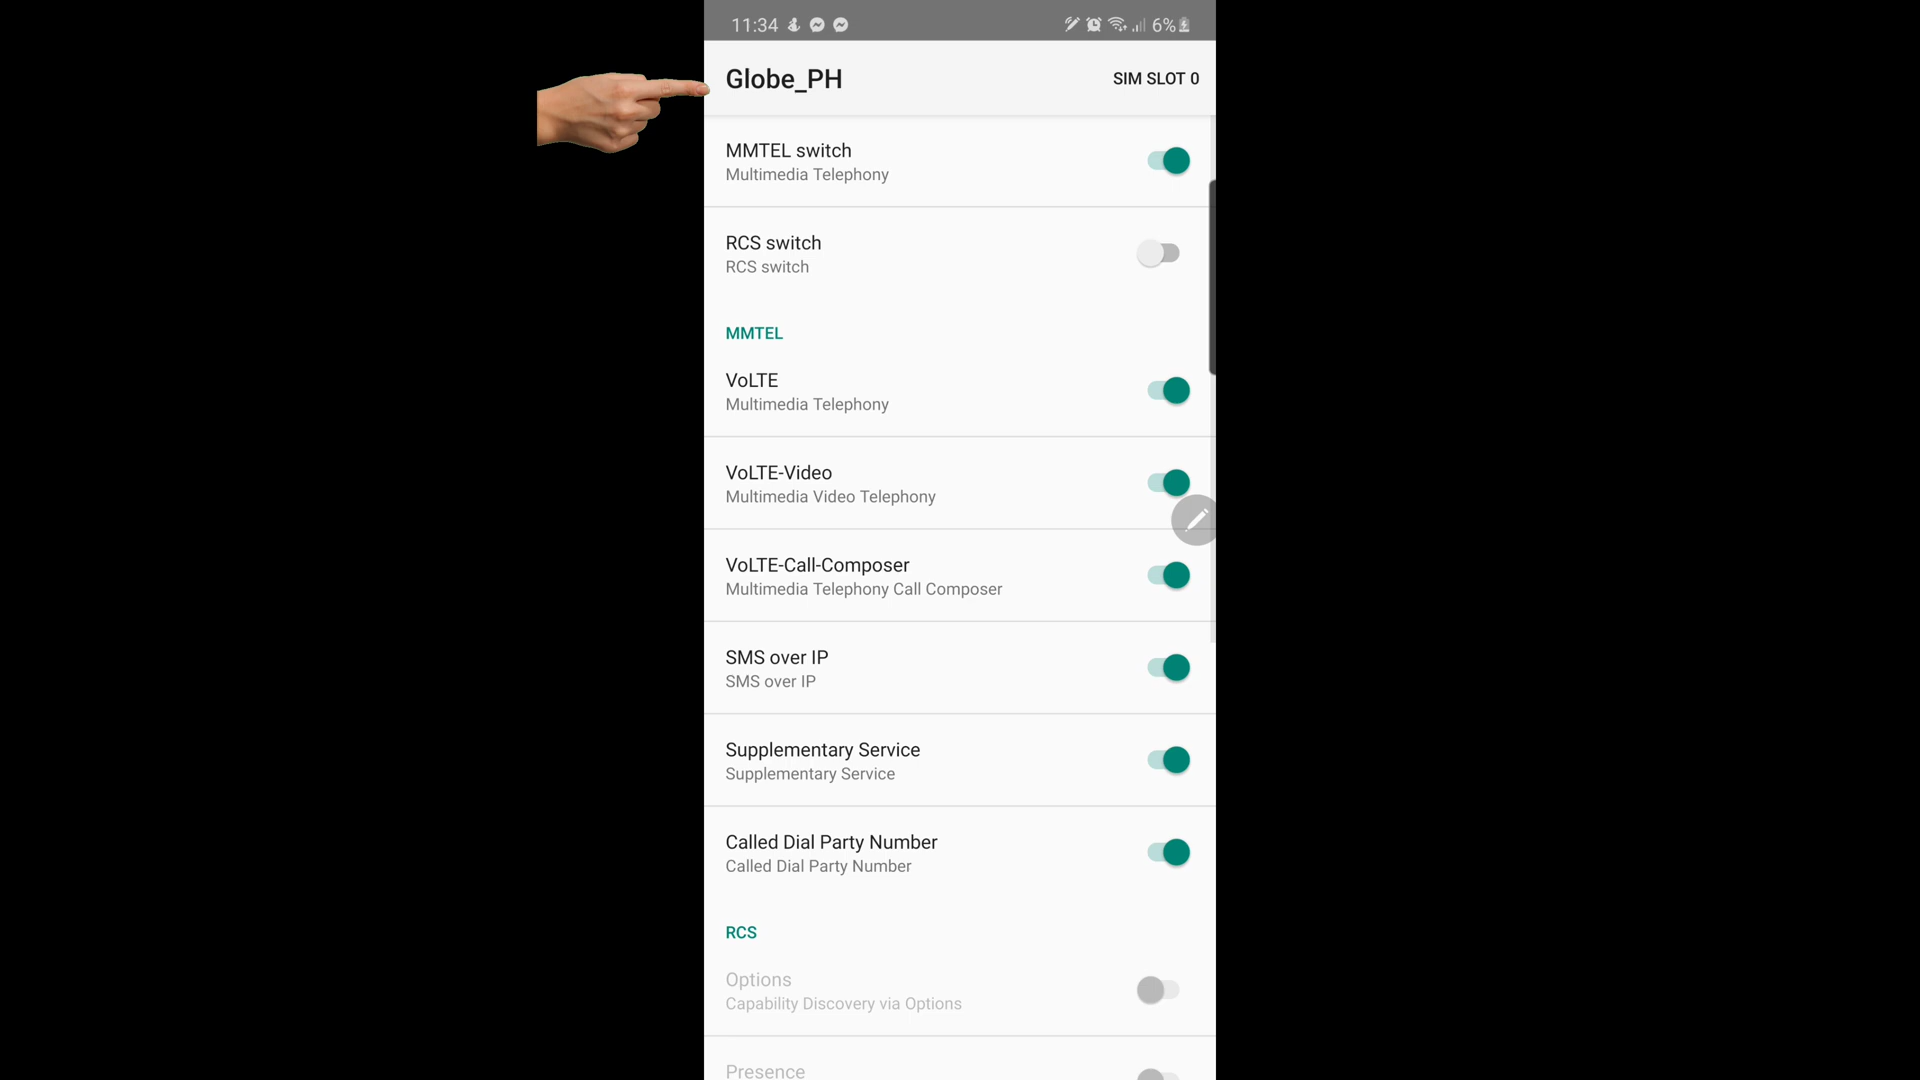 11:34
6%
Globe_PH
SIM SLOT 0
MMTEL switch
Multimedia Telephony
RCS switch
RCS switch
MMTEL
VoLTE
Multimedia Telephony
VoLTE-Video
Multimedia Video Telephony
VoLTE-Call-Composer
Multimedia Telephony Call Composer
SMS over IP
SMS over IP
Supplementary Service
Supplementary Service
Called Dial Party Number
Called Dial Party Number
RCS
Options
Capability Discovery via Options
Presence